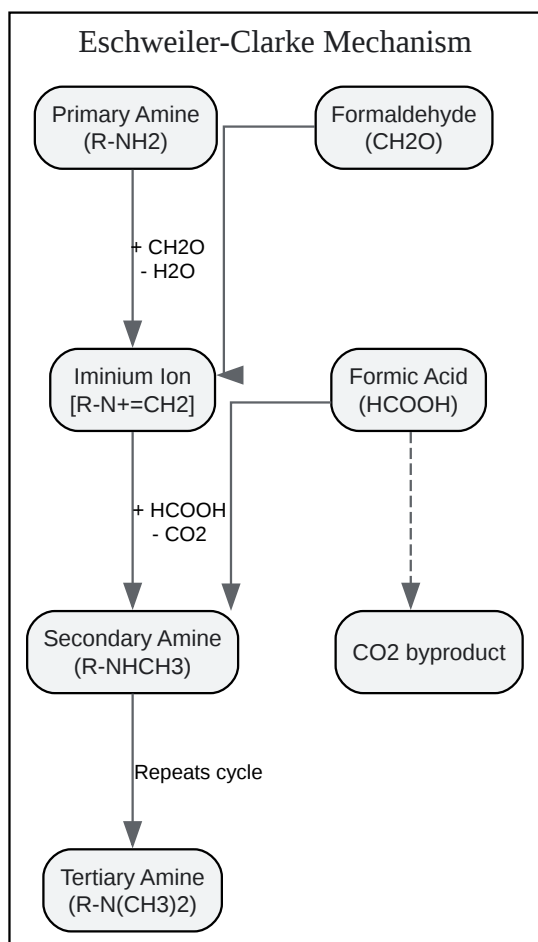 Eschweiler-Clarke Mechanism
Primary Amine
(R-NH2)
Formaldehyde
(CH2O)
+ CH2O
- H2O
Iminium Ion
[R-N+=CH2]
Formic Acid
(HCOOH)
+ HCOOH
- CO2
Secondary Amine
(R-NHCH3)
CO2 byproduct
Repeats cycle
Tertiary Amine
(R-N(CH3)2)